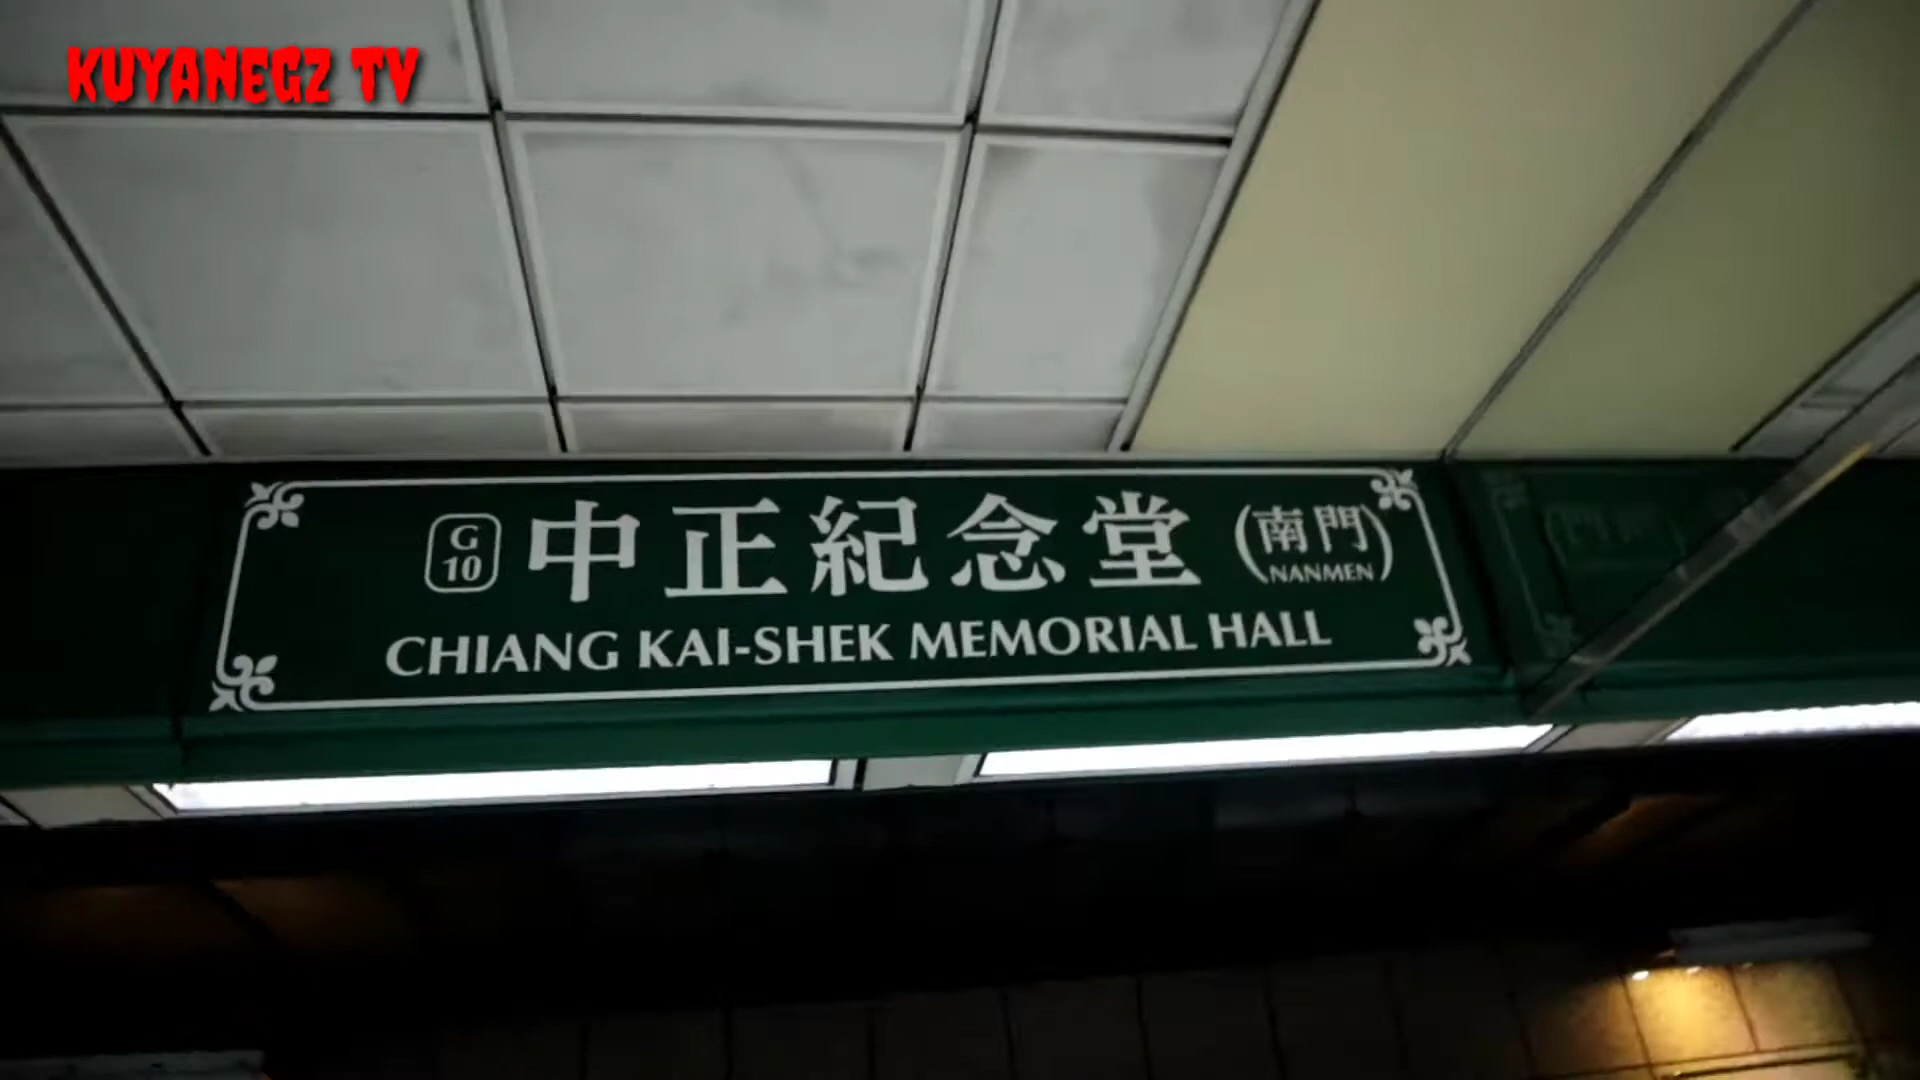 KUYANEGZ TV
G 10 中正紀念堂 (南門 NANMEN)
CHIANG KAI-SHEK MEMORIAL HALL